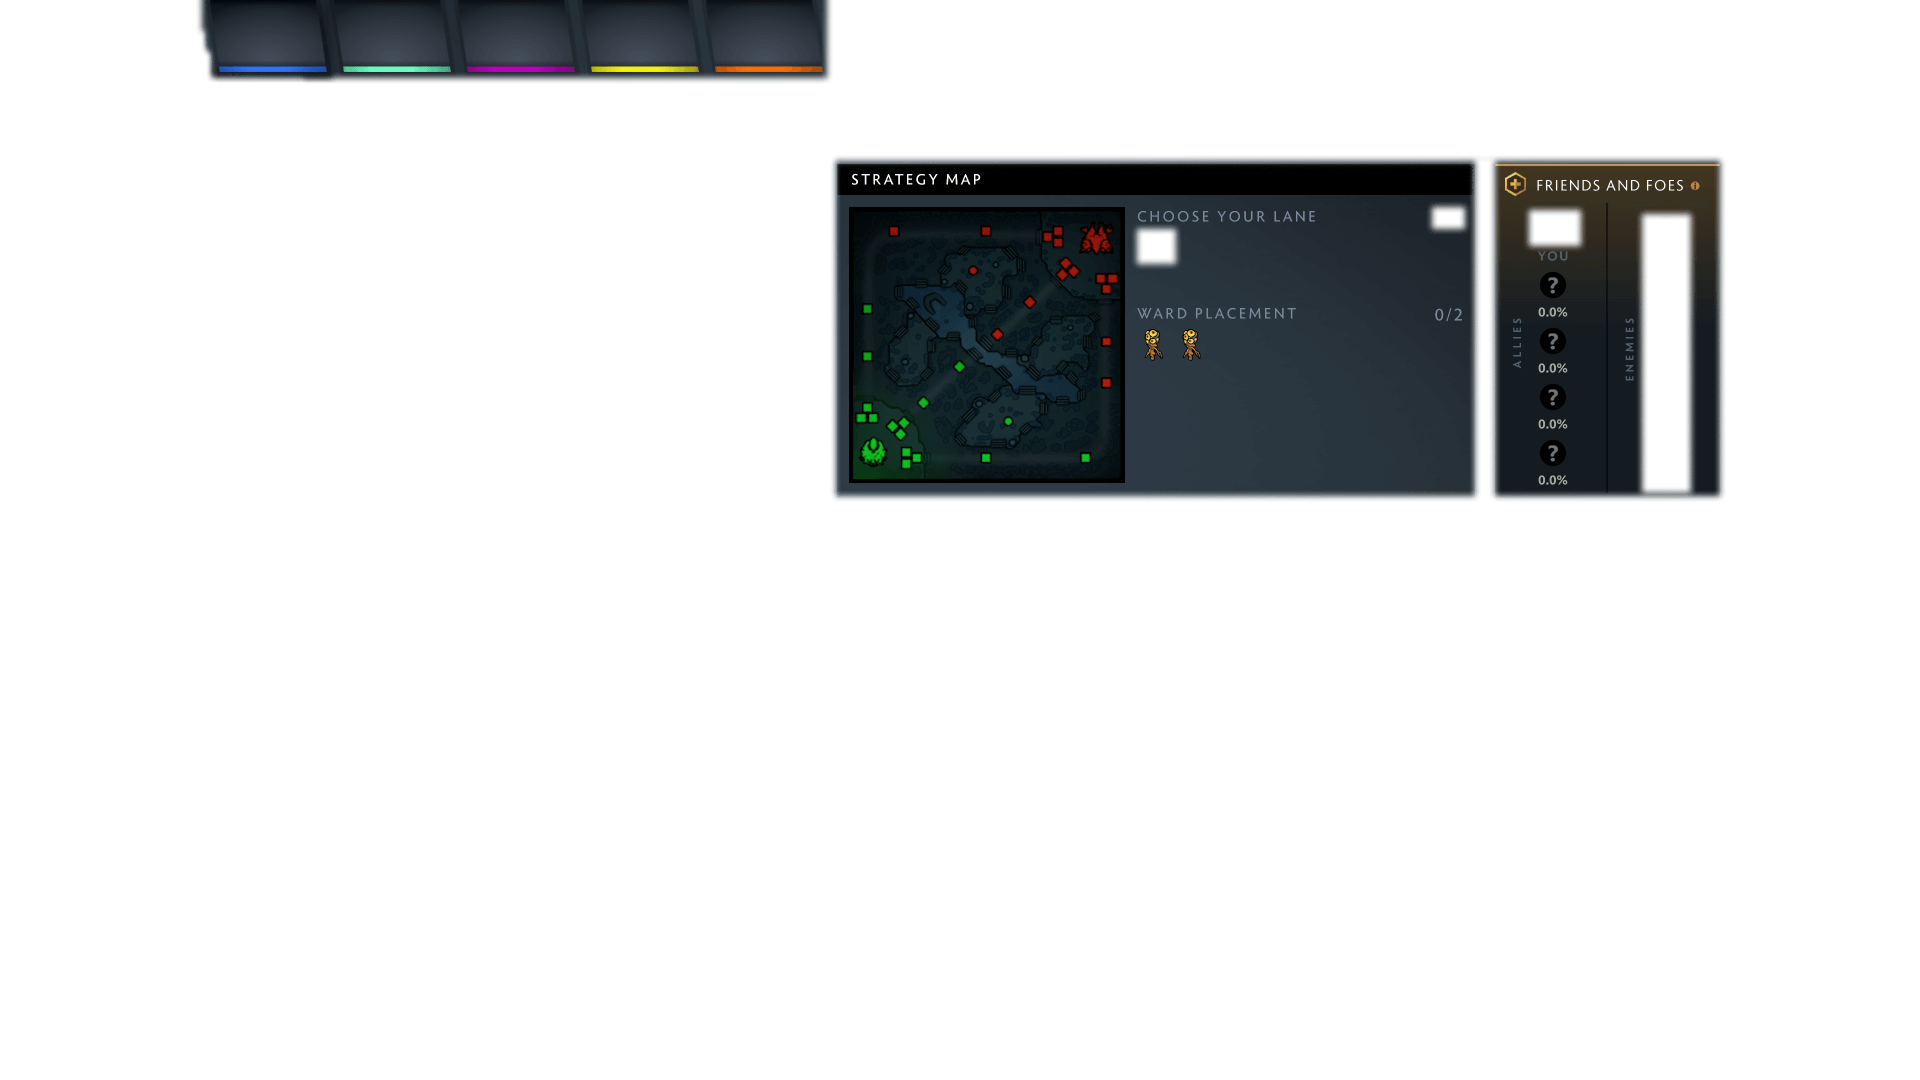 STRATEGY MAP
CHOOSE YOUR LANE
WARD PLACEMENT
0/2
FRIENDS AND FOES
YOU
ALLIES
?
0.0%
?
0.0%
?
0.0%
?
0.0%
ENEMIES